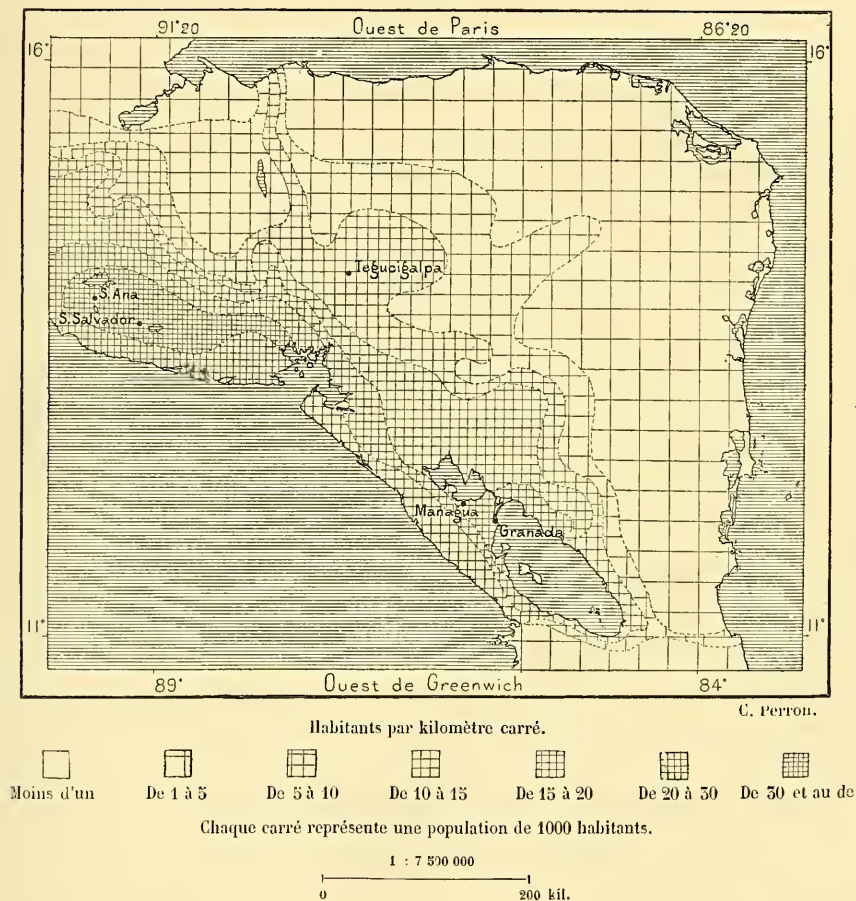 91°20 Ouest de Paris 86°20
16° 16°
Tegucigalpa
S. Ana
S. Salvador
Managua
Granada
11° 11°
89° Ouest de Greenwich 84°
C. Perron.
Habitants par kilomètre carré.
Moins d'un De 1 à 5 De 5 à 10 De 10 à 15 De 15 à 20 De 20 à 30 De 30 et au de
Chaque carré représente une population de 1000 habitants.
1 : 7 500 000
0 200 kil.